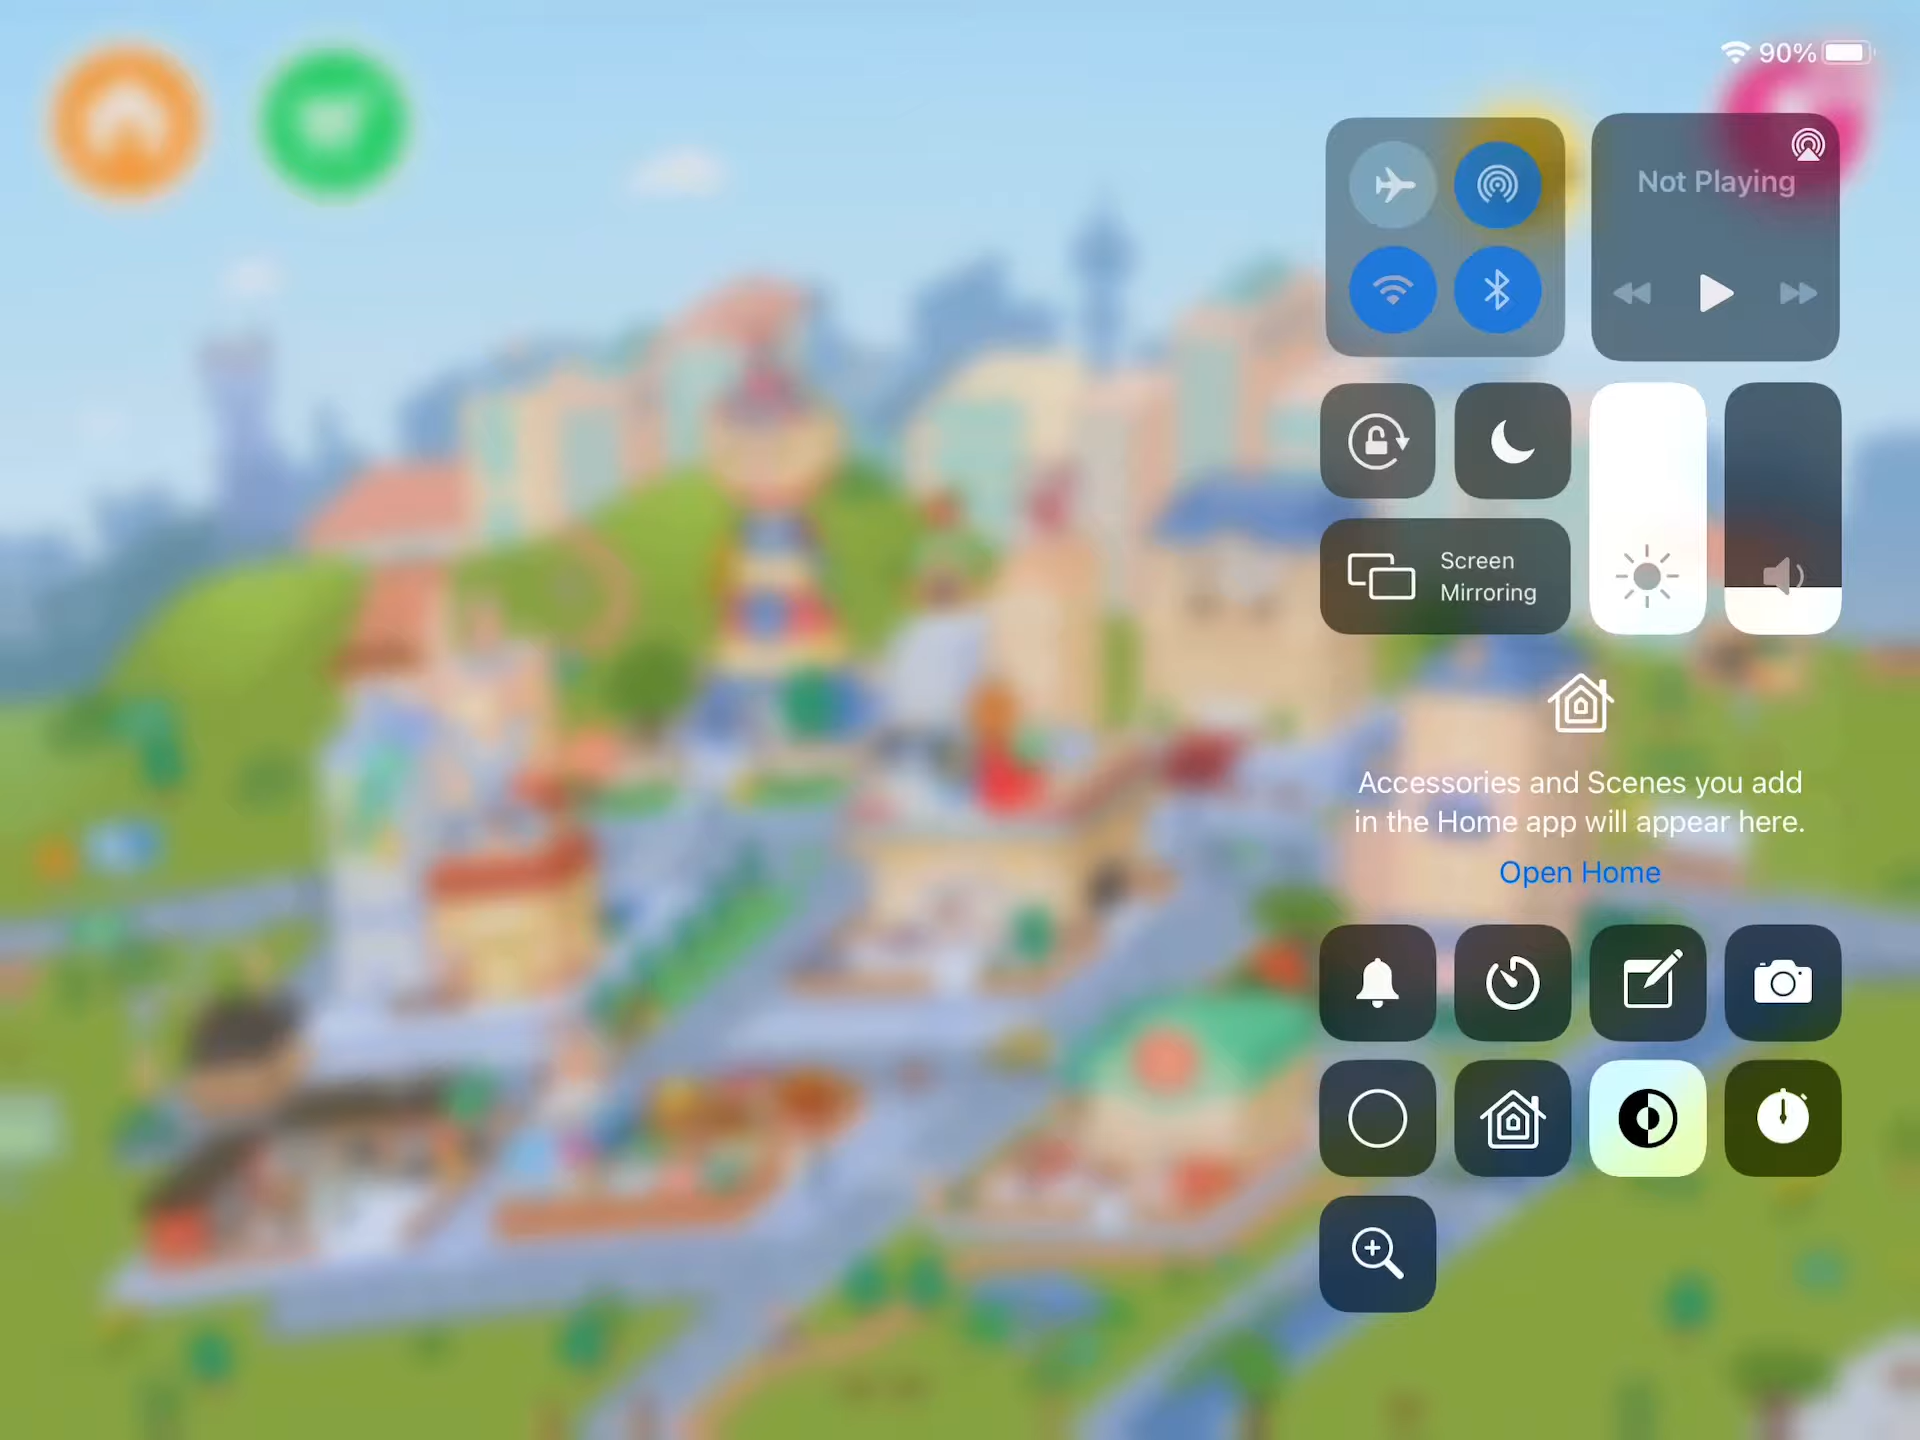 90%
Not Playing
Screen
Mirroring
Accessories and Scenes you add
in the Home app will appear here.
Open Home